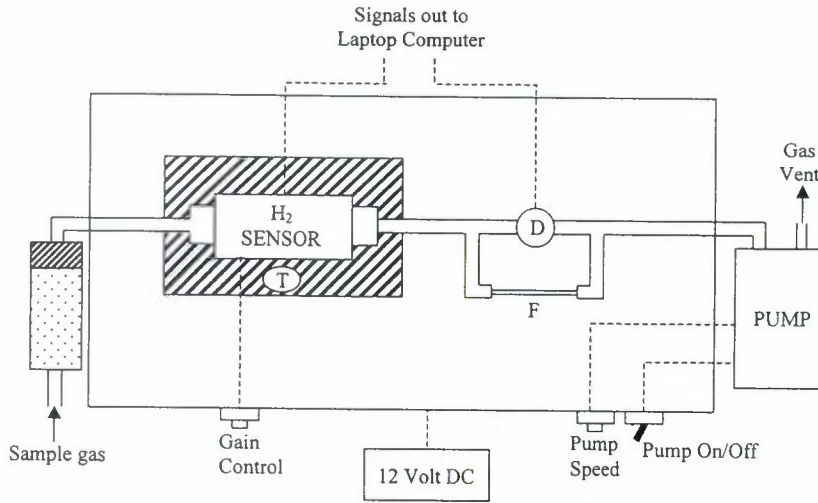 Signals out to
Laptop Computer
Gas
Vent
H₂
SENSOR
D
T
F
PUMP
Sample gas
Gain
Control
12 Volt DC
Pump
Speed
Pump On/Off